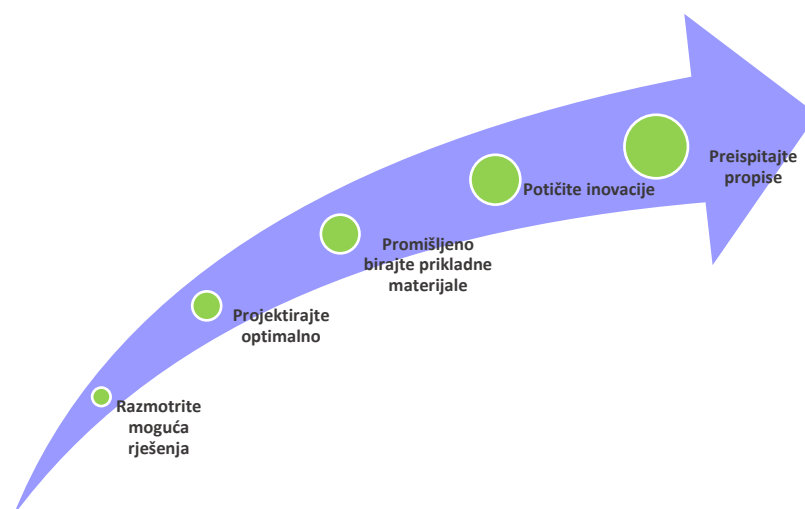 Razmotrite
moguća
rješenja
Projektirajte
optimalno
Promišljeno
birajte prikladne
materijale
Potičite inovacije
Preispitajte
propise